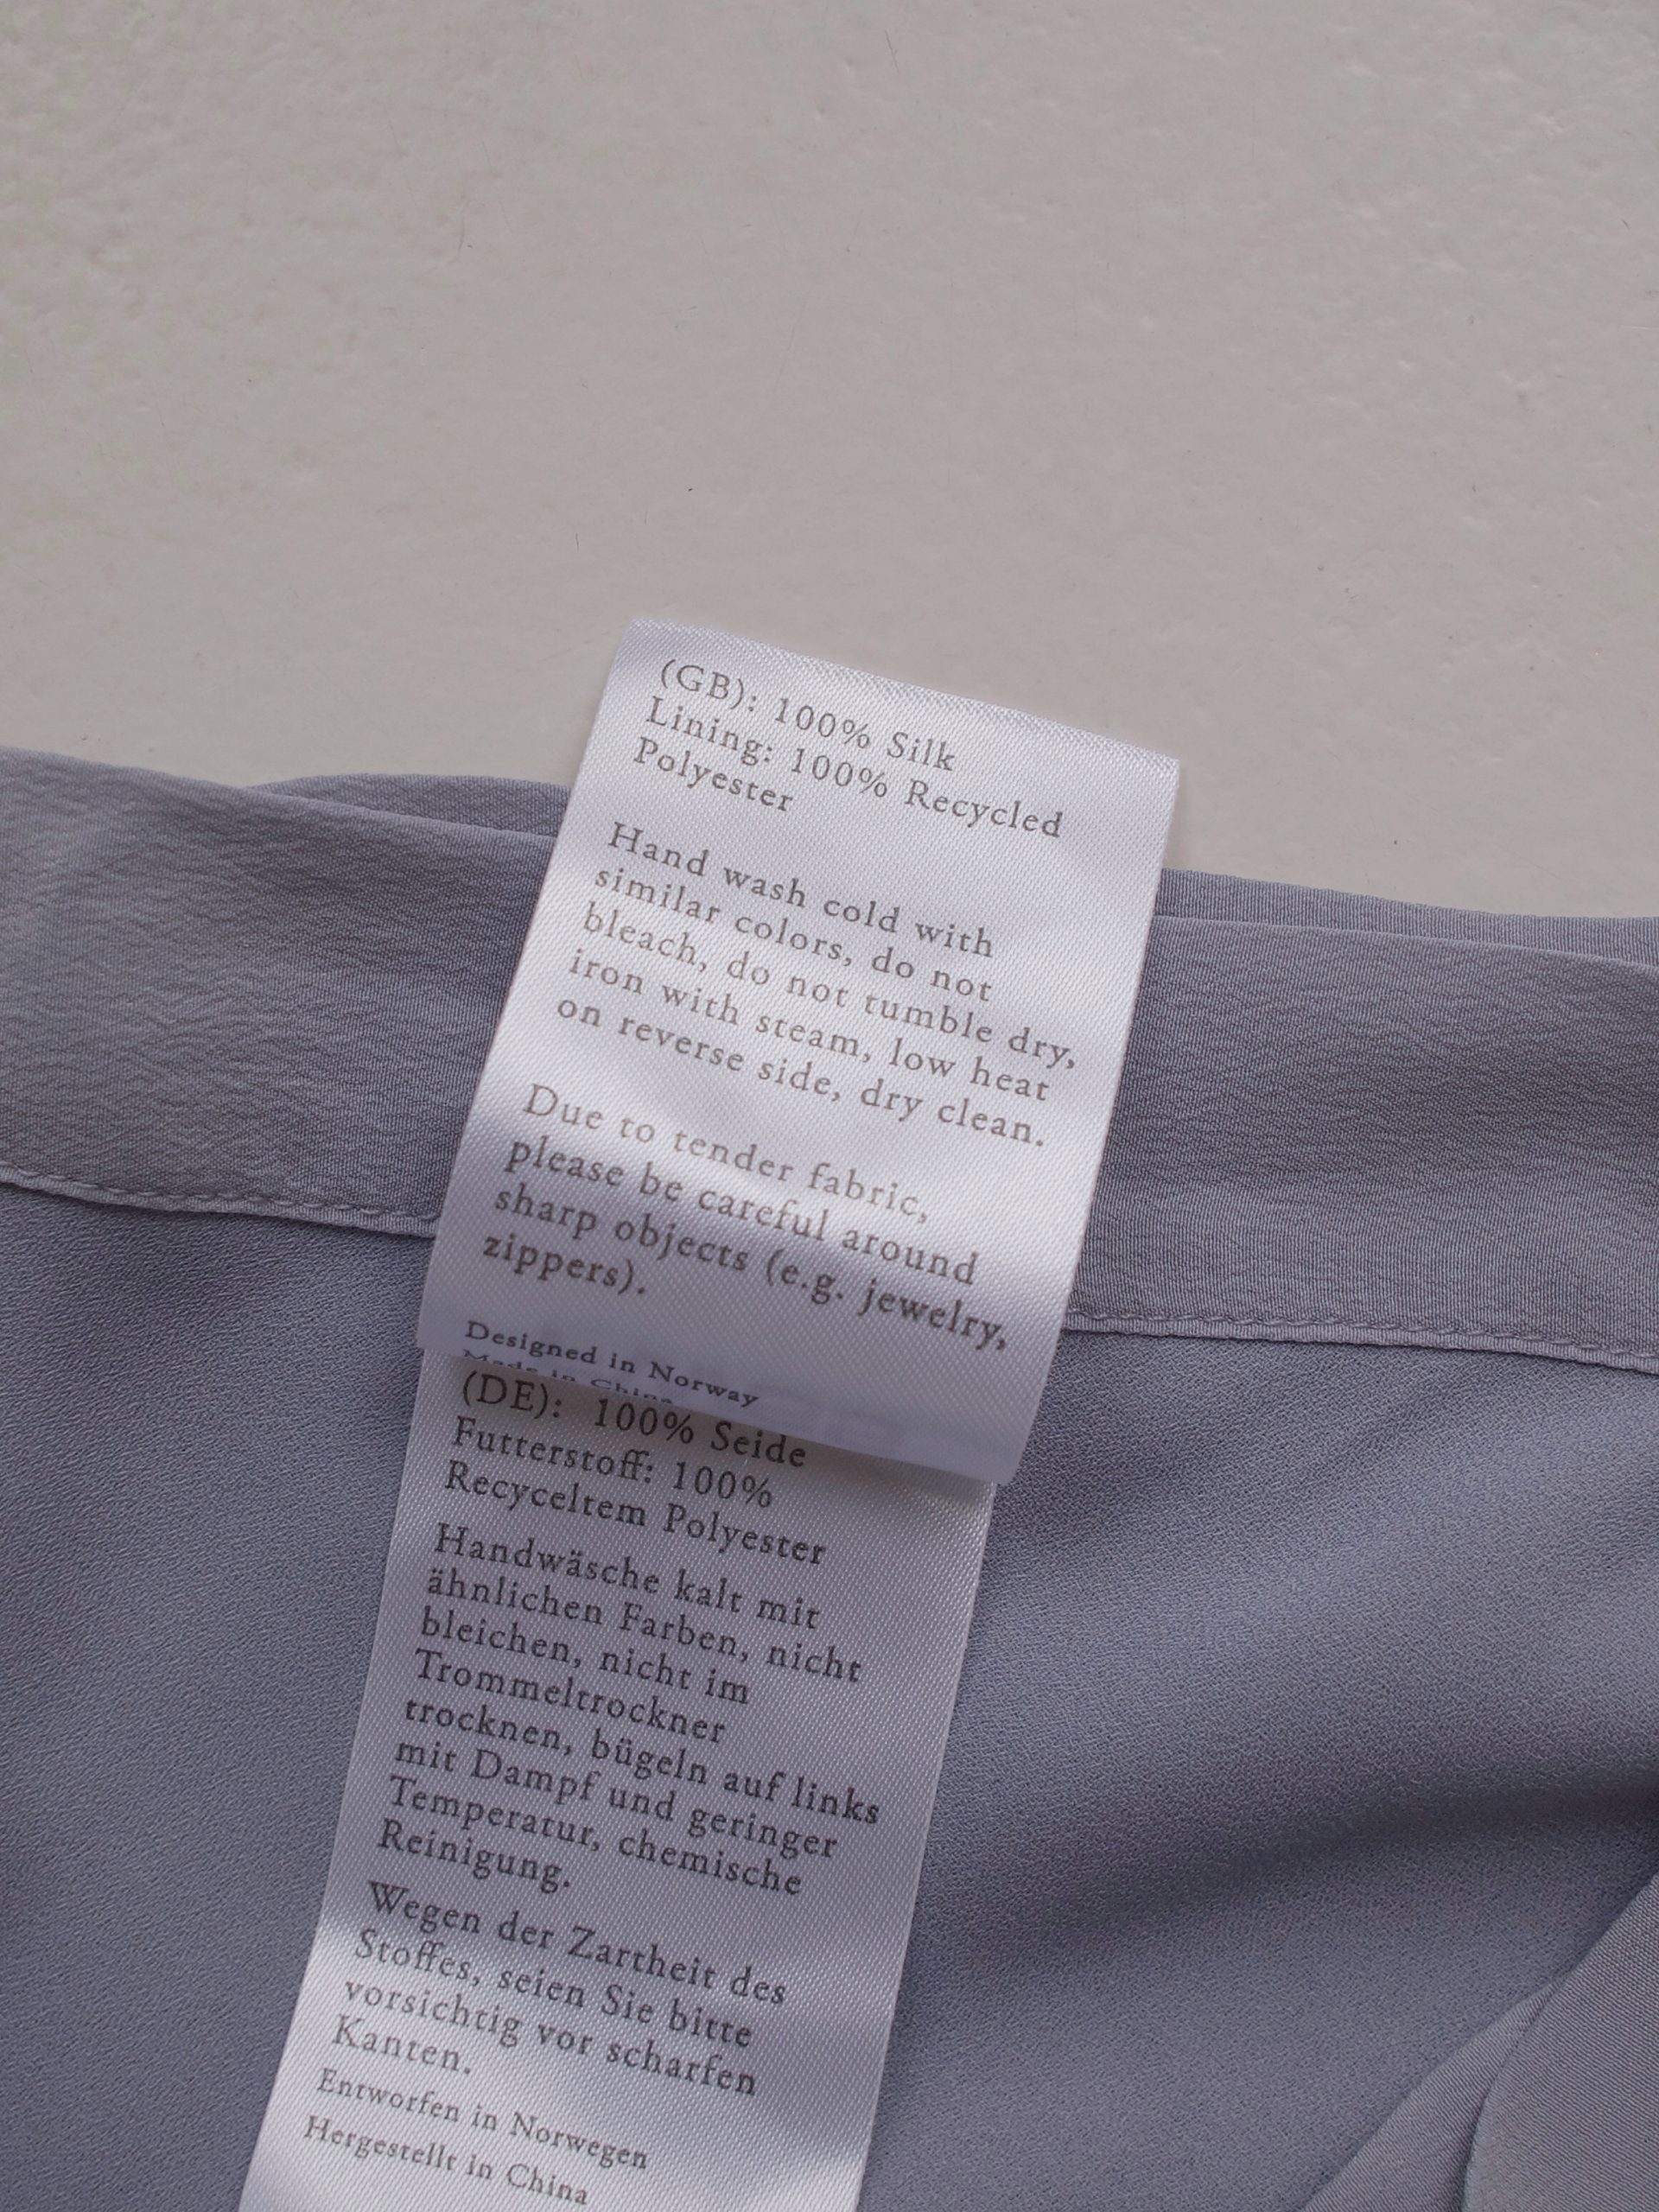 (GB): 100% Silk
Lining: 100% Recycled
Polyester
Hand wash cold with
similar colors, do not
bleach, do not tumble dry,
iron with steam, low heat
on reverse side, dry clean.
Due to tender fabric,
please be careful around
sharp objects (e.g. jewelry,
zippers).
Designed in Norway
Made in China
(DE): 100% Seide
Futterstoff: 100%
Recyceltem Polyester
Handwäsche kalt mit
ähnlichen Farben, nicht
bleichen, nicht im
Trommeltrockner
trocknen, bügeln auf links
mit Dampf und geringer
Temperatur, chemische
Reinigung.
Wegen der Zartheit des
Stoffes, seien Sie bitte
vorsichtig vor scharfen
Kanten.
Entworfen in Norwegen
Hergestellt in China